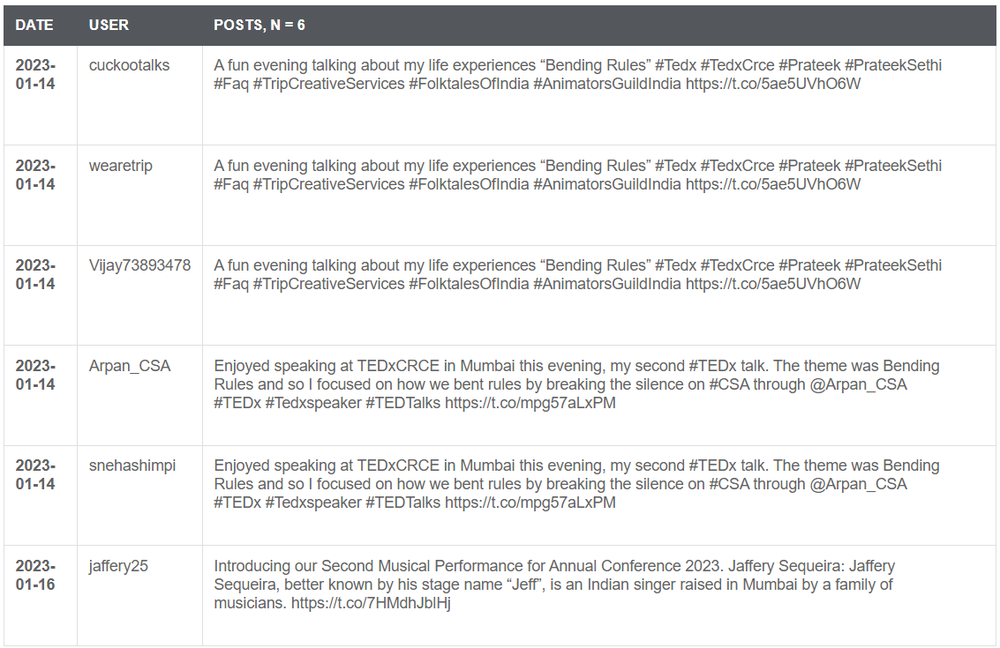 DATE USER POSTS, N = 6
2023- cuckootalks A fun evening talking about my life experiences “Bending Rules” #Tedx #TedxCrce #Prateek #PrateekSethi
01-14 #Faq #TripCreativeServices #FolktalesOfIndia #AnimatorsGuildIndia https://t.co/5ae5UVhO6W
2023- wearetrip A fun evening talking about my life experiences “Bending Rules” #Tedx #TedxCrce #Prateek #PrateekSethi
01-14 #Faq #TripCreativeServices #FolktalesOfIndia #AnimatorsGuildIndia https://t.co/5ae5UVhO6W
2023- Vijay73893478 A fun evening talking about my life experiences “Bending Rules” #Tedx #TedxCrce #Prateek #PrateekSethi
01-14 #Faq #TripCreativeServices #FolktalesOfIndia #AnimatorsGuildIndia https://t.co/5ae5UVhO6W
2023- Arpan_CSA Enjoyed speaking at TEDxCRCE in Mumbai this evening, my second #TEDx talk. The theme was Bending
01-14 Rules and so I focused on how we bent rules by breaking the silence on #CSA through @Arpan_CSA
#TEDx #Tedxspeaker #TEDTalks https://t.co/mpg57aLxPM
2023- snehashimpi Enjoyed speaking at TEDxCRCE in Mumbai this evening, my second #TEDx talk. The theme was Bending
01-14 Rules and so I focused on how we bent rules by breaking the silence on #CSA through @Arpan_CSA
#TEDx #Tedxspeaker #TEDTalks https://t.co/mpg57aLxPM
2023- jaffery25 Introducing our Second Musical Performance for Annual Conference 2023. Jaffery Sequeira: Jaffery
01-16 Sequeira, better known by his stage name “Jeff”, is an Indian singer raised in Mumbai by a family of
musicians. https://t.co/7HMdhJblHj